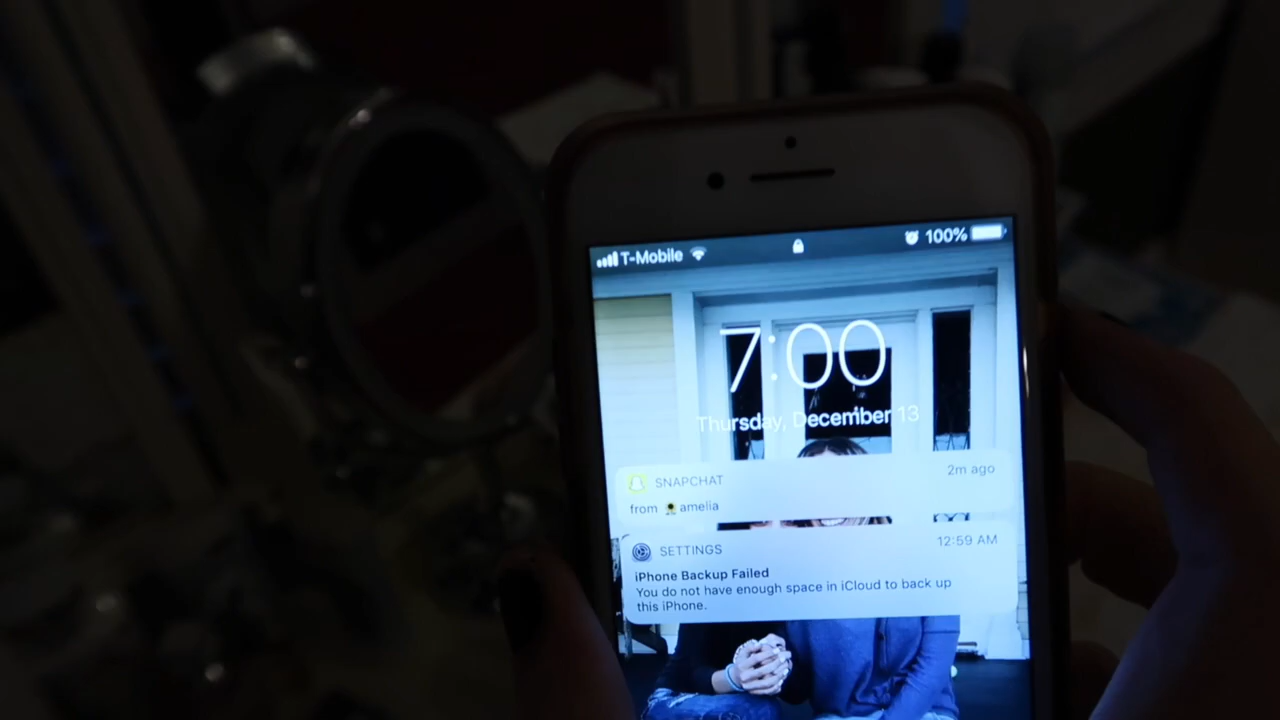 T-Mobile 100%
7:00
Thursday, December 13
SNAPCHAT 2m ago
from 🌻amelia
SETTINGS 12:59 AM
iPhone Backup Failed
You do not have enough space in iCloud to back up
this iPhone.